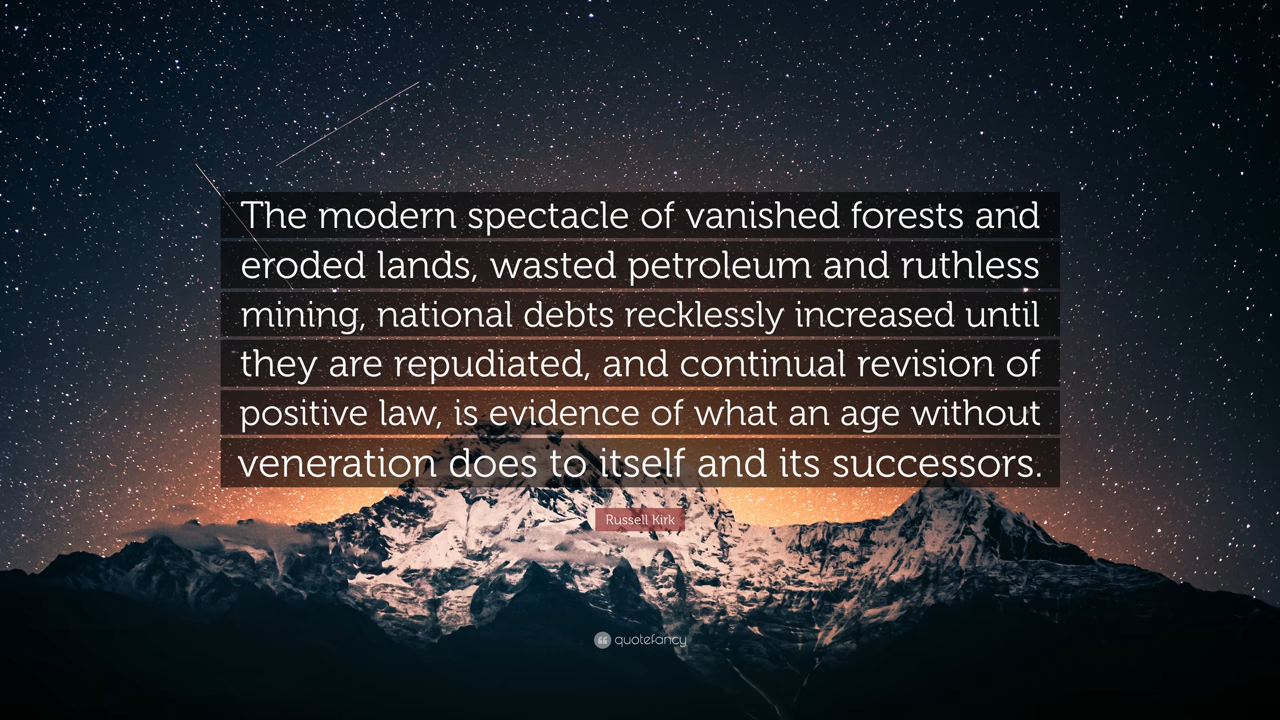 The modern spectacle of vanished forests and
eroded lands, wasted petroleum and ruthless
mining, national debts recklessly increased until
they are repudiated, and continual revision of
positive law, is evidence of what an age without
veneration does to itself and its successors.
Russell Kirk
quotefancy